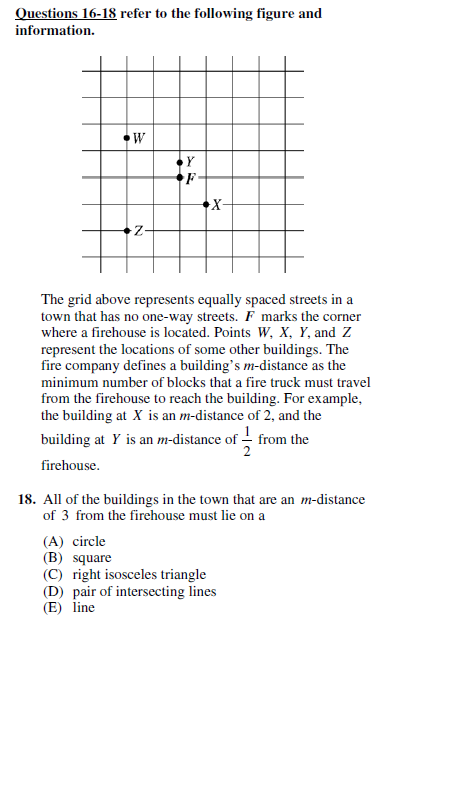 Questions 16-18 refer to the following figure and
information.
W
Y
F
X
Z
The grid above represents equally spaced streets in a
town that has no one-way streets. F marks the corner
where a firehouse is located. Points W, X, Y, and Z
represent the locations of some other buildings. The
fire company defines a building's m-distance as the
minimum number of blocks that a fire truck must travel
from the firehouse to reach the building. For example,
the building at X is an m-distance of 2, and the
building at Y is an m-distance of 1/2 from the
firehouse.
18. All of the buildings in the town that are an m-distance
of 3 from the firehouse must lie on a
(A) circle
(B) square
(C) right isosceles triangle
(D) pair of intersecting lines
(E) line